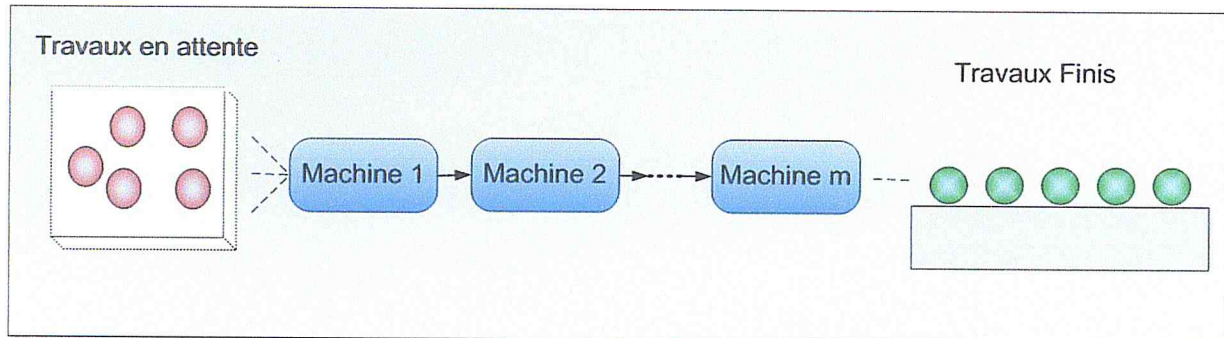 Travaux en attente
Travaux Finis
Machine 1
Machine 2
Machine m